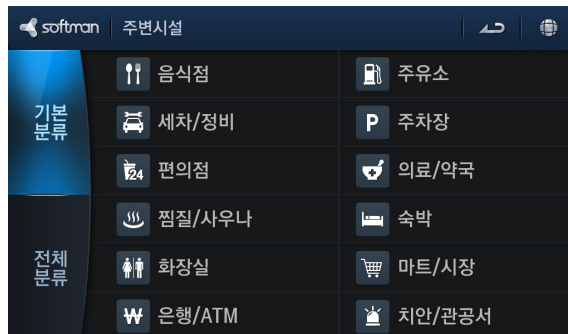 softman 주변시설
기본
분류
음식점 주유소
세차/정비 P 주차장
24 편의점 의료/약국
찜질/사우나 숙박
전체
분류
화장실 마트/시장
₩ 은행/ATM 치안/관공서